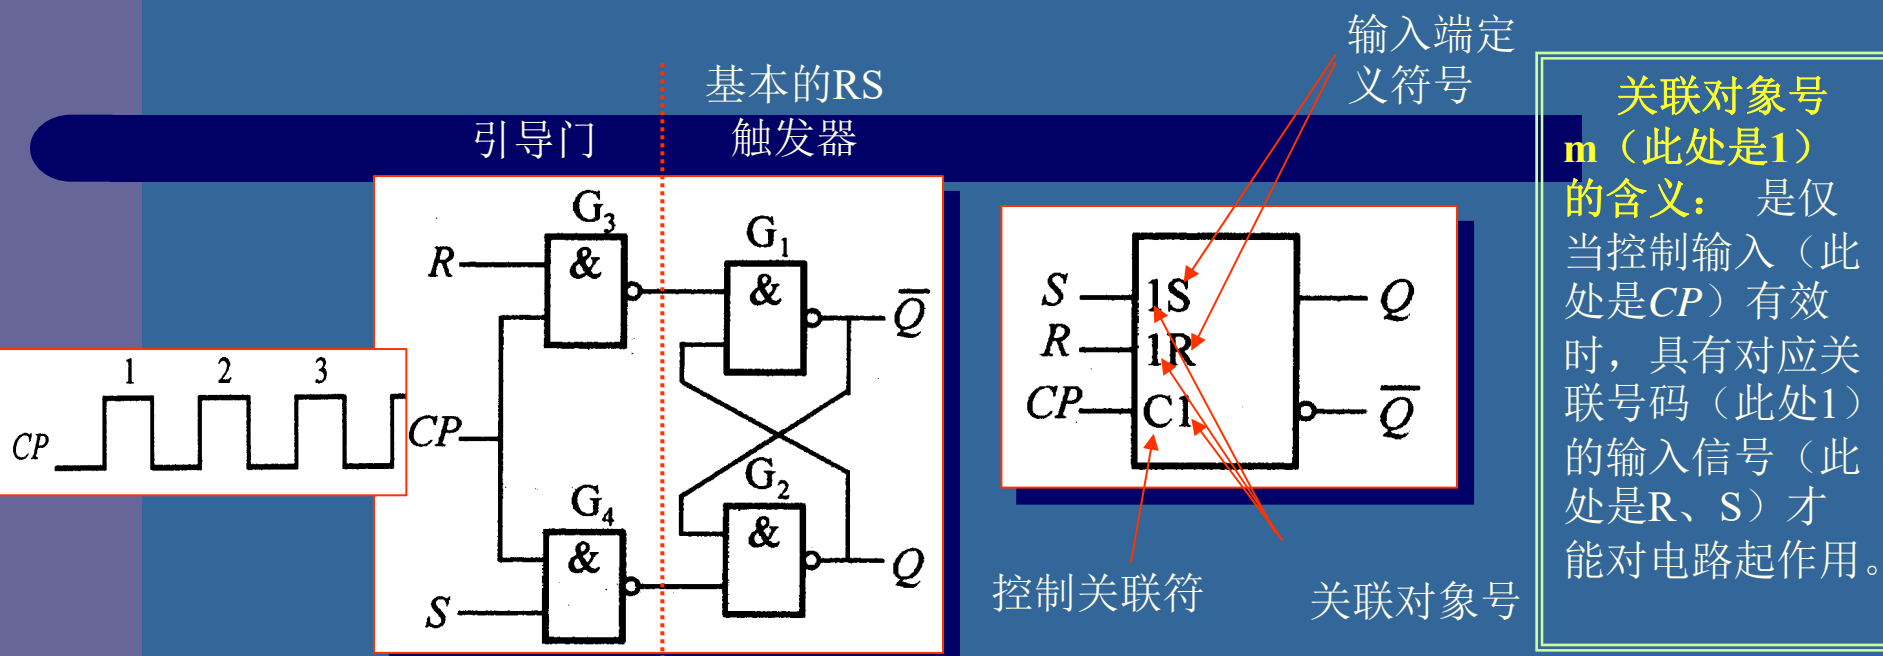 引导门
基本的RS
触发器
输入端定
义符号
G₃
R
&
G₁
&
Q̅
1 2 3
CP
CP
G₄
&
S
G₂
&
Q
S
1S
Q
R
1R
CP
C1
Q̅
控制关联符
关联对象号
关联对象号
m（此处是1）
的含义： 是仅
当控制输入（此
处是CP）有效
时，具有对应关
联号码（此处1）
的输入信号（此
处是R、S）才
能对电路起作用。